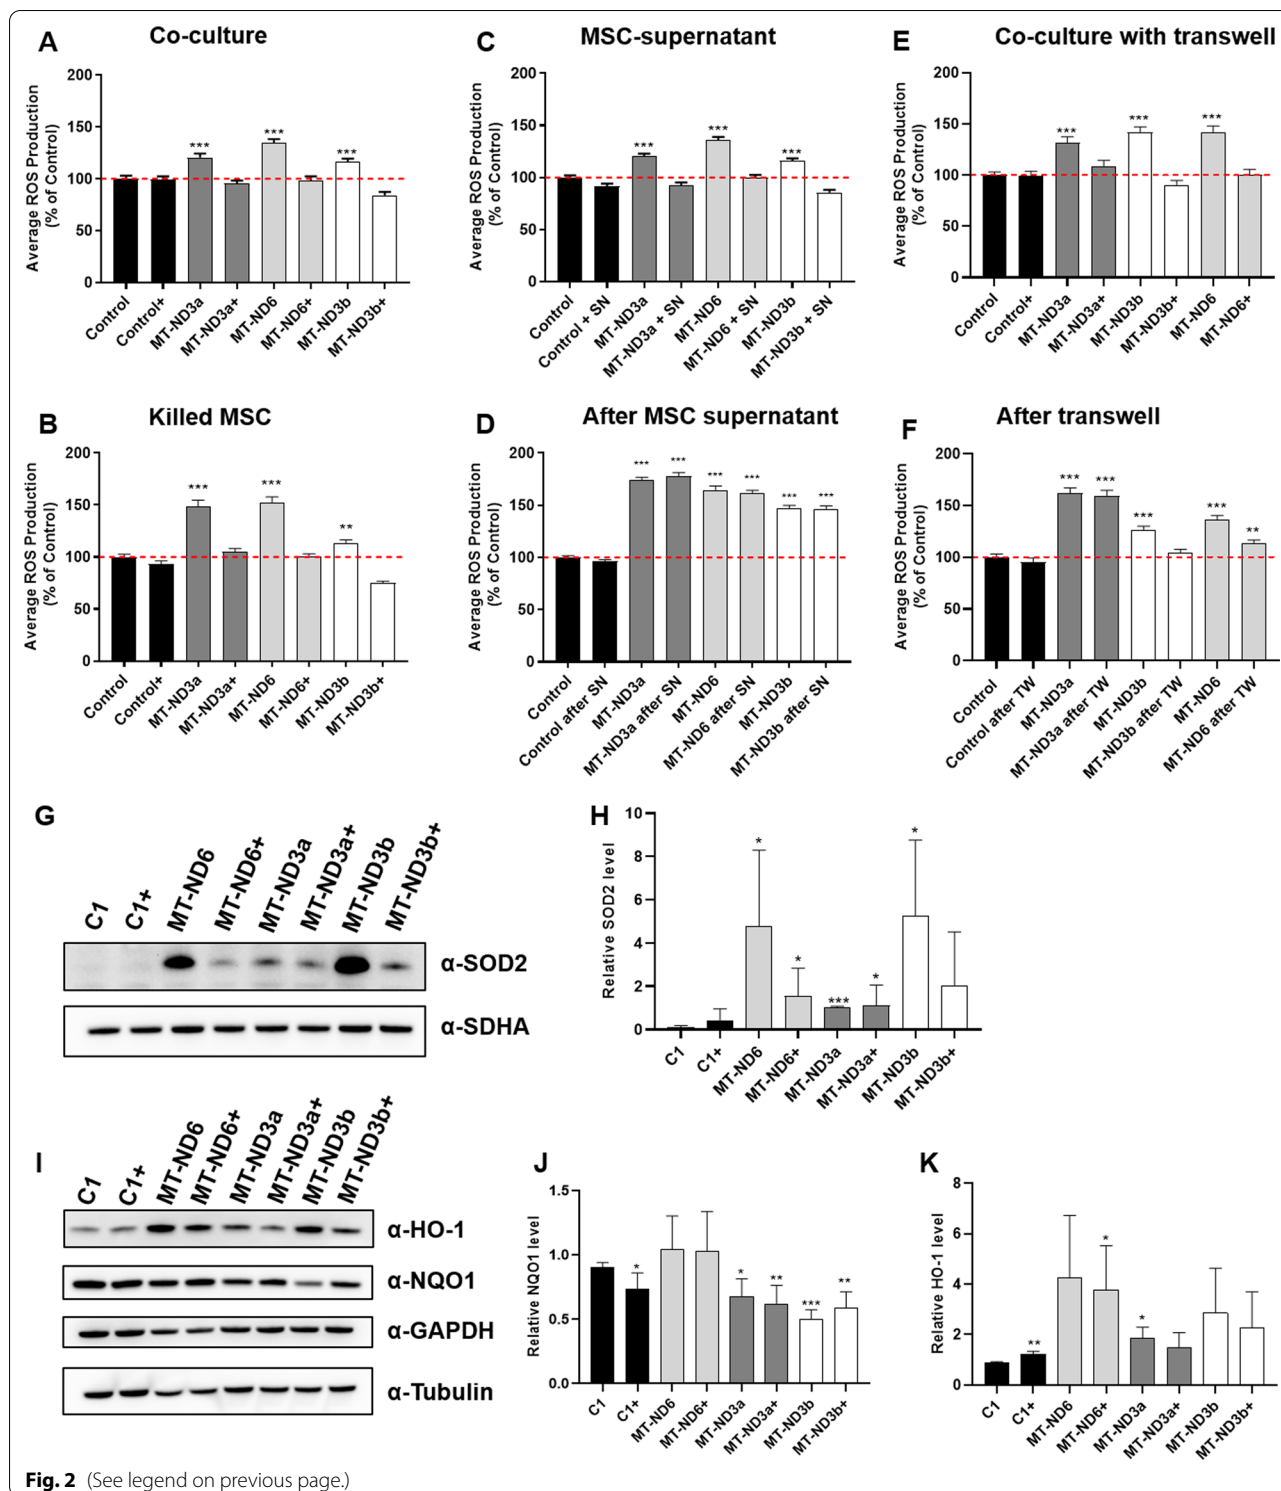 A Co-culture
Average ROS Production
(% of Control)
200
150
100
50
0
***
***
***
Control
Control+
MT-ND3a
MT-ND3a+
MT-ND6
MT-ND6+
MT-ND3b
MT-ND3b+
C MSC-supernatant
Average ROS Production
(% of Control)
200
150
100
50
0
***
***
***
Control
Control + SN
MT-ND3a
MT-ND3a + SN
MT-ND6
MT-ND6 + SN
MT-ND3b
MT-ND3b + SN
E Co-culture with transwell
Average ROS Production
(% of Control)
200
150
100
50
0
***
***
***
Control
Control+
MT-ND3a
MT-ND3a+
MT-ND3b
MT-ND3b+
MT-ND6
MT-ND6+
B Killed MSC
Average ROS Production
(% of Control)
200
150
100
50
0
***
***
**
Control
Control+
MT-ND3a
MT-ND3a+
MT-ND6
MT-ND6+
MT-ND3b
MT-ND3b+
D After MSC supernatant
Average ROS Production
(% of Control)
200
150
100
50
0
***
***
***
***
***
***
Control
Control after SN
MT-ND3a
MT-ND3a after SN
MT-ND6
MT-ND6 after SN
MT-ND3b
MT-ND3b after SN
F After transwell
Average ROS Production
(% of Control)
200
150
100
50
0
***
***
***
***
**
Control
Control after TW
MT-ND3a
MT-ND3a after TW
MT-ND3b
MT-ND3b after TW
MT-ND6
MT-ND6 after TW
G
C1
C1+
MT-ND6
MT-ND6+
MT-ND3a
MT-ND3a+
MT-ND3b
MT-ND3b+
α-SOD2
α-SDHA
H
Relative SOD2 level
10
8
6
4
2
0
*
*
***
*
*
C1
C1+
MT-ND6
MT-ND6+
MT-ND3a
MT-ND3a+
MT-ND3b
MT-ND3b+
I
C1
C1+
MT-ND6
MT-ND6+
MT-ND3a
MT-ND3a+
MT-ND3b
MT-ND3b+
α-HO-1
α-NQO1
α-GAPDH
α-Tubulin
J
Relative NQO1 level
1.5
1.0
0.5
0.0
*
*
**
***
**
C1
C1+
MT-ND6
MT-ND6+
MT-ND3a
MT-ND3a+
MT-ND3b
MT-ND3b+
K
Relative HO-1 level
8
6
4
2
0
**
*
*
C1
C1+
MT-ND6
MT-ND6+
MT-ND3a
MT-ND3a+
MT-ND3b
MT-ND3b+
Fig. 2 (See legend on previous page.)